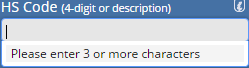 HS Code (4-digit or description)
Please enter 3 or more characters